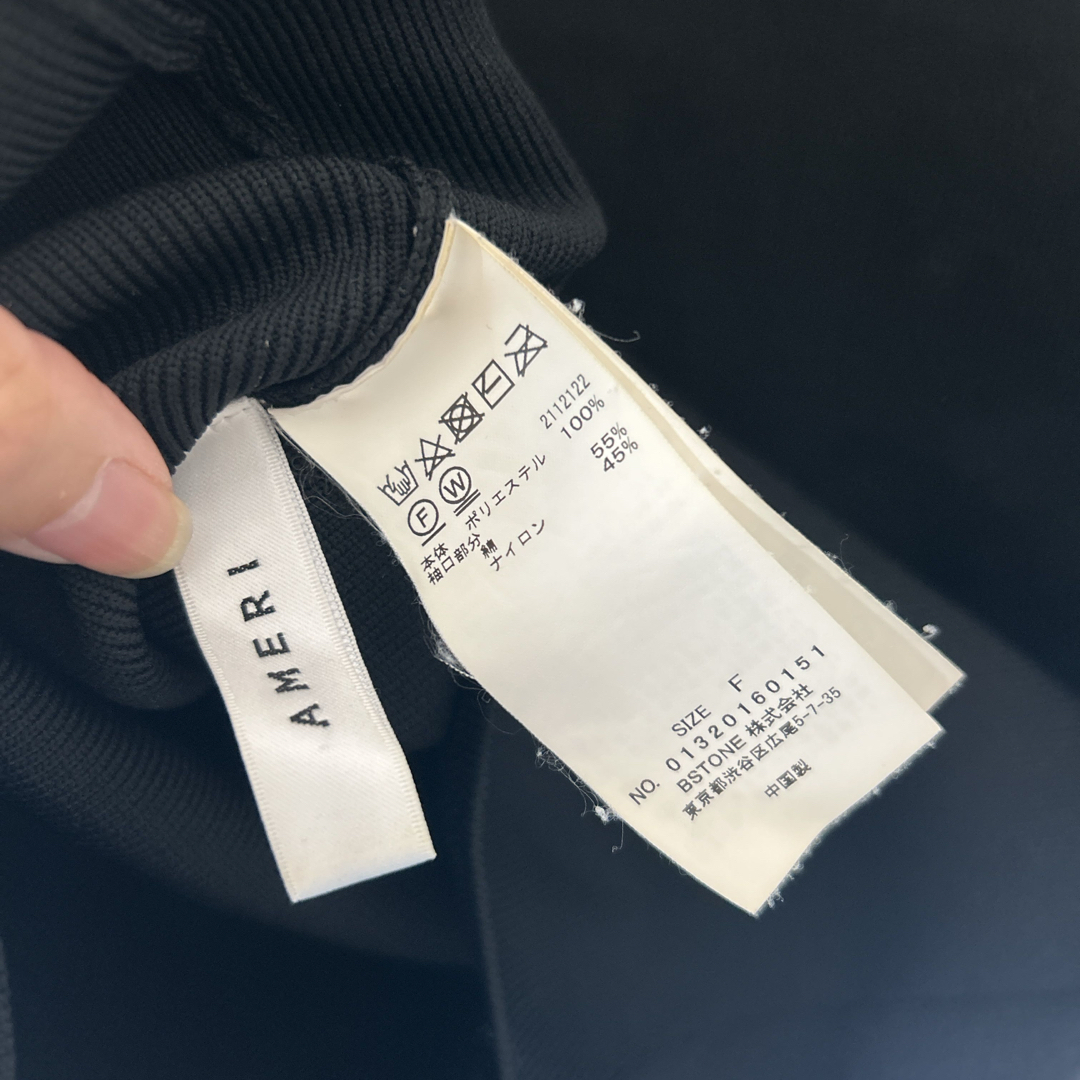 AMERI
F W
2112122
本体 ポリエステル 100%
袖口部分 綿 55%
ナイロン 45%
SIZE F
NO. 01320160151
BSTONE 株式会社
東京都渋谷区広尾5-7-35
中国製